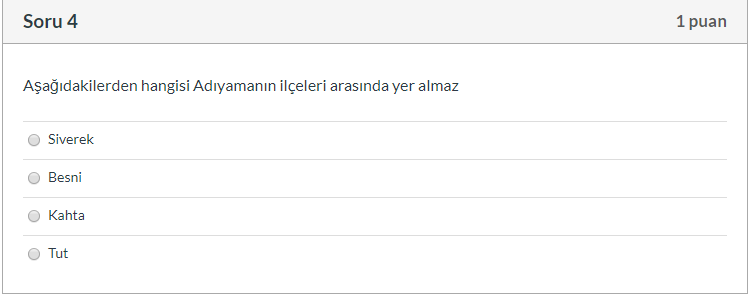 Soru 4
1 puan
Aşağıdakilerden hangisi Adıyamanın ilçeleri arasında yer almaz
Siverek
Besni
Kahta
Tut